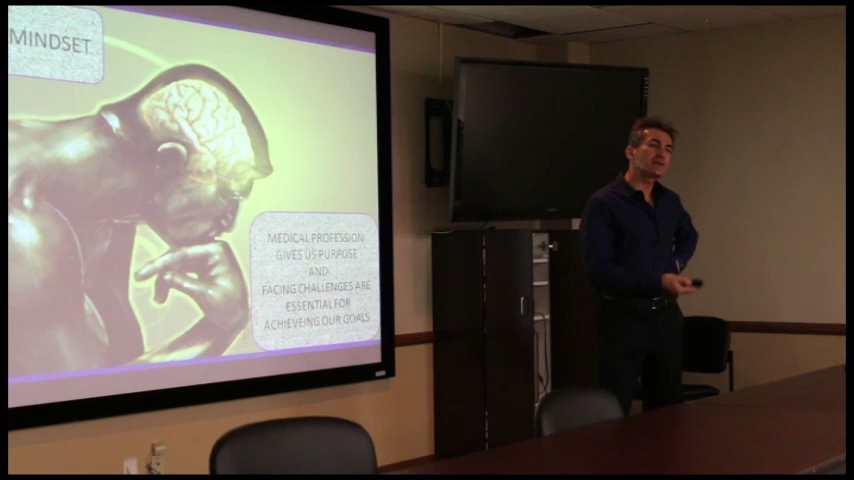 MINDSET
MEDICAL PROFESSION
GIVES US PURPOSE
AND
FACING CHALLENGES ARE
ESSENTIAL FOR
ACHIEVEING OUR GOALS